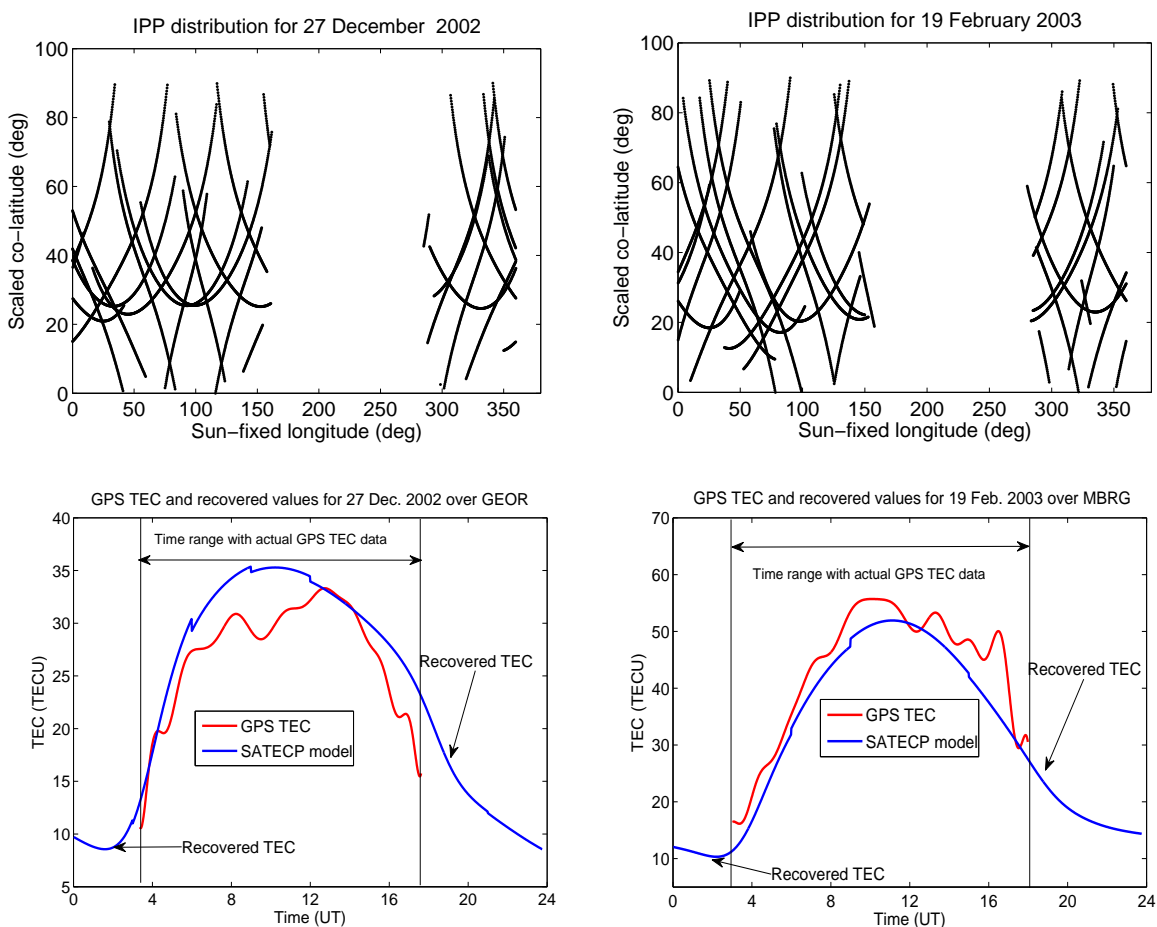 IPP distribution for 27 December 2002
100
80
60
40
20
0
Scaled co−latitude (deg)
0 50 100 150 200 250 300 350
Sun−fixed longitude (deg)
IPP distribution for 19 February 2003
100
80
60
40
20
0
Scaled co−latitude (deg)
0 50 100 150 200 250 300 350
Sun−fixed longitude (deg)
GPS TEC and recovered values for 27 Dec. 2002 over GEOR
40
35
30
25
20
15
10
5
TEC (TECU)
Time range with actual GPS TEC data
Recovered TEC
GPS TEC
SATECP model
Recovered TEC
0 4 8 12 16 20 24
Time (UT)
GPS TEC and recovered values for 19 Feb. 2003 over MBRG
70
60
50
40
30
20
10
TEC (TECU)
Time range with actual GPS TEC data
Recovered TEC
GPS TEC
SATECP model
Recovered TEC
0 4 8 12 16 20 24
Time (UT)